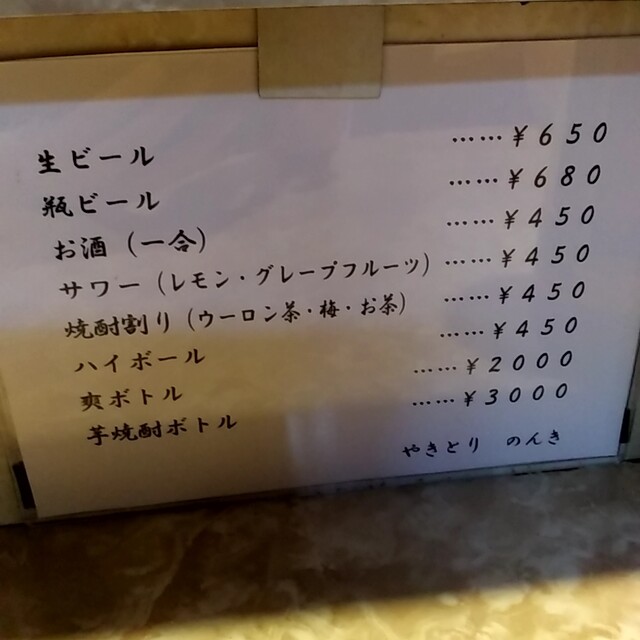 生ビール ……¥650
瓶ビール ……¥680
お酒（一合） ……¥450
サワー（レモン・グレープフルーツ） ……¥450
焼酎割り（ウーロン茶・梅・お茶） ……¥450
ハイボール ……¥450
爽ボトル ……¥2000
芋焼酎ボトル ……¥3000
やきとり のんき